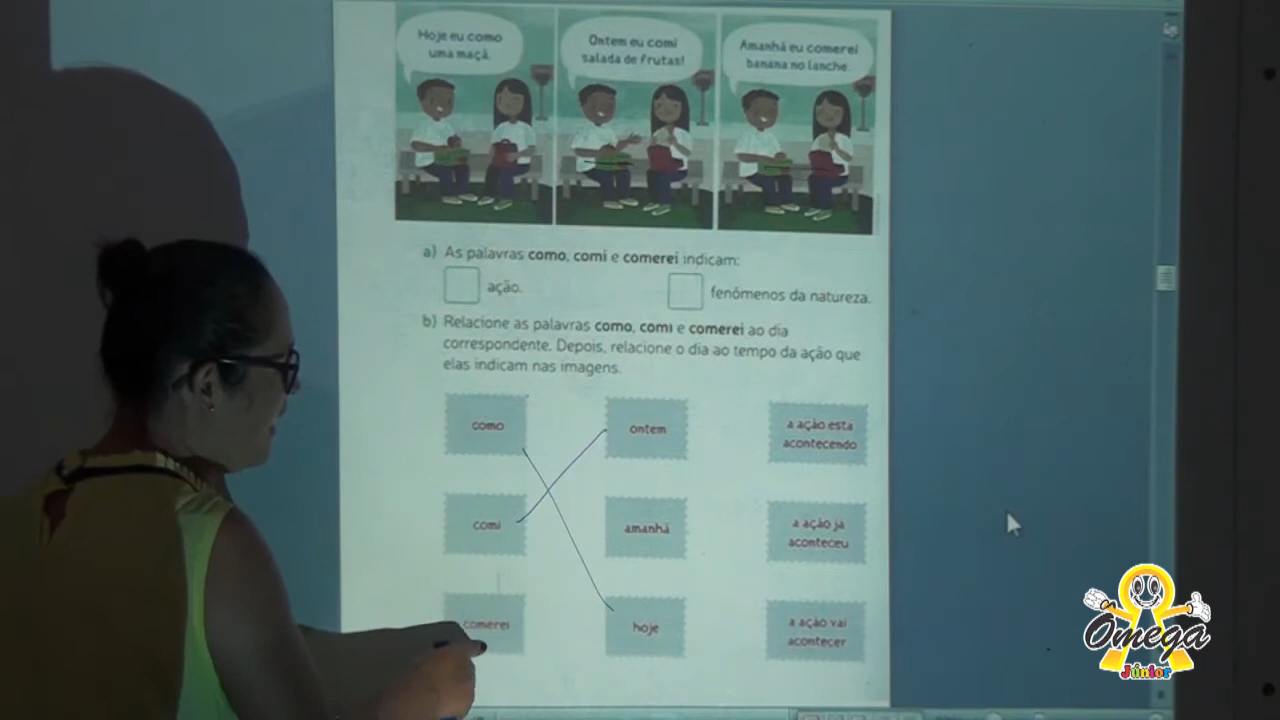 Hoje eu como
uma maçã.
Ontem eu comi
salada de frutas!
Amanhã eu comerei
banana no lanche.
a) As palavras como, comi e comerei indicam:
ação.
fenômenos da natureza.
b) Relacione as palavras como, comi e comerei ao dia
correspondente. Depois, relacione o dia ao tempo da ação que
elas indicam nas imagens.
como
ontem
a ação está
acontecendo
comi
amanhã
a ação já
aconteceu
comerei
hoje
a ação vai
acontecer
Omega
Júnior